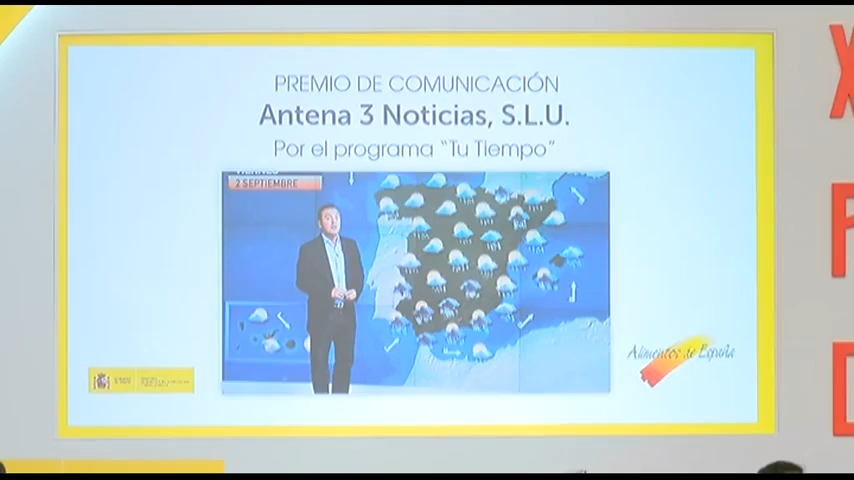 PREMIO DE COMUNICACIÓN
Antena 3 Noticias, S.L.U.
Por el programa "Tu Tiempo"
2 SEPTIEMBRE
Alimentos de España
X
P
D